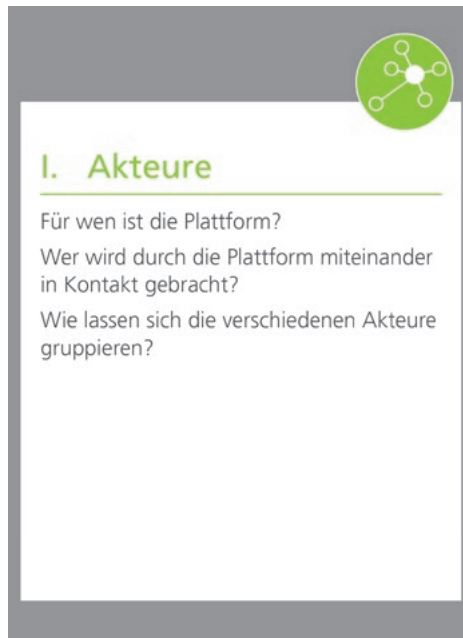 I. Akteure
Für wen ist die Plattform?
Wer wird durch die Plattform miteinander
in Kontakt gebracht?
Wie lassen sich die verschiedenen Akteure
gruppieren?